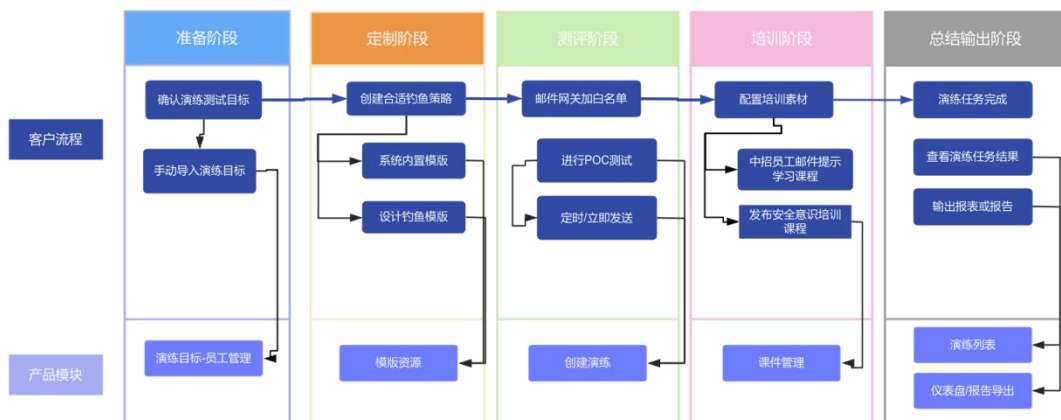 准备阶段
定制阶段
测评阶段
培训阶段
总结输出阶段
客户流程
确认演练测试目标
创建合适钓鱼策略
邮件网关加白名单
配置培训素材
演练任务完成
手动导入演练目标
系统内置模版
进行POC测试
中招员工邮件提示
学习课程
查看演练任务结果
设计钓鱼模版
定时/立即发送
发布安全意识培训
课程
输出报表或报告
产品模块
演练目标-员工管理
模版资源
创建演练
课件管理
演练列表
仪表盘/报告导出